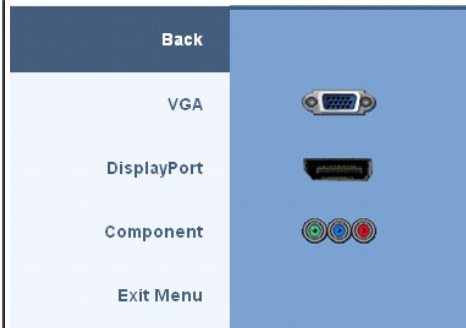 Back
VGA
DisplayPort
Component
Exit Menu